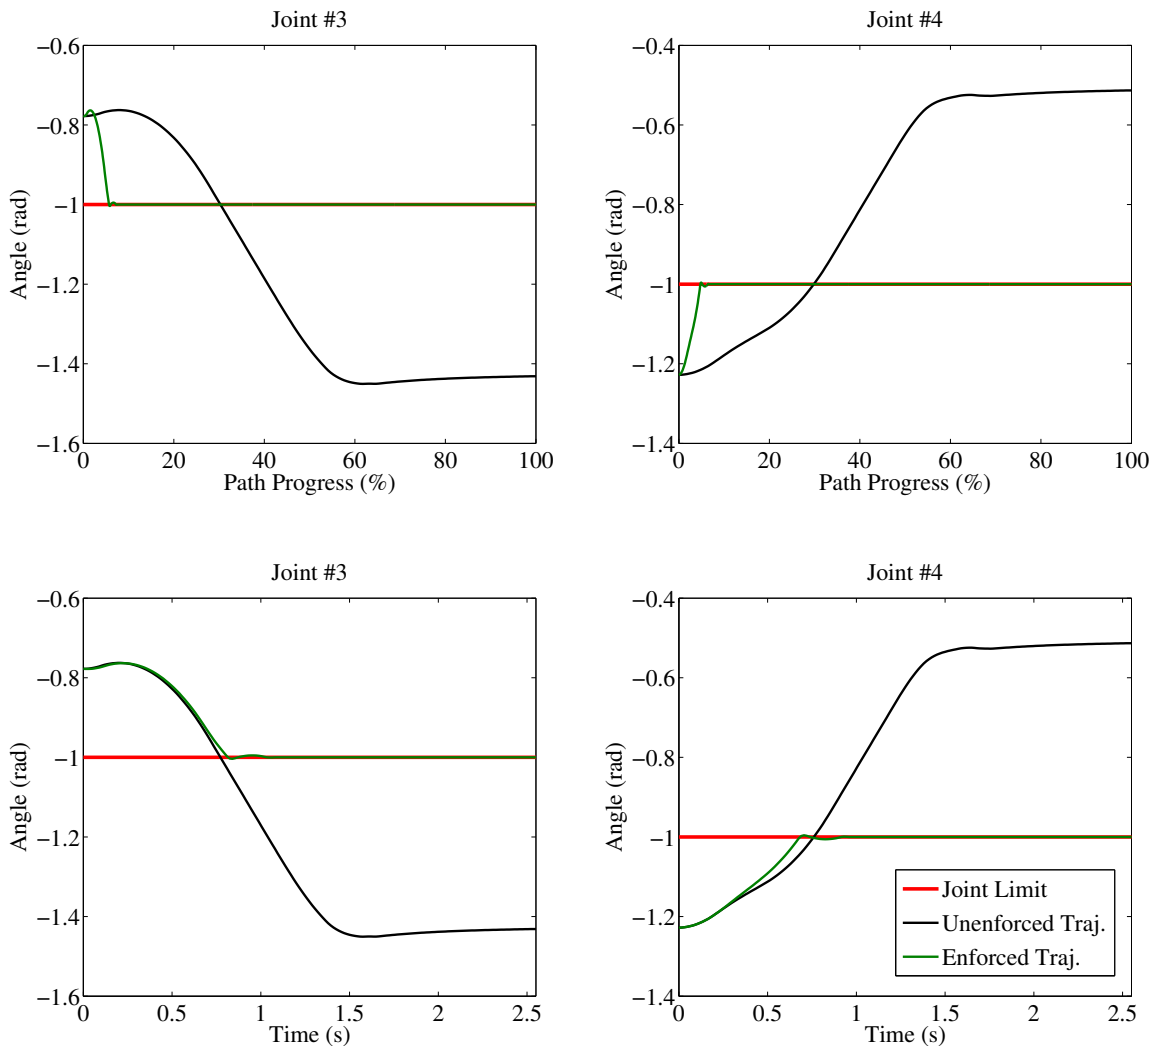 Joint #3
Angle (rad)
−0.6
−0.8
−1
−1.2
−1.4
−1.6
0 20 40 60 80 100
Path Progress (%)
Joint #4
Angle (rad)
−0.4
−0.6
−0.8
−1
−1.2
−1.4
0 20 40 60 80 100
Path Progress (%)
Joint #3
Angle (rad)
−0.6
−0.8
−1
−1.2
−1.4
−1.6
0 0.5 1 1.5 2 2.5
Time (s)
Joint #4
Angle (rad)
−0.4
−0.6
−0.8
−1
−1.2
−1.4
0 0.5 1 1.5 2 2.5
Time (s)
Joint Limit
Unenforced Traj.
Enforced Traj.